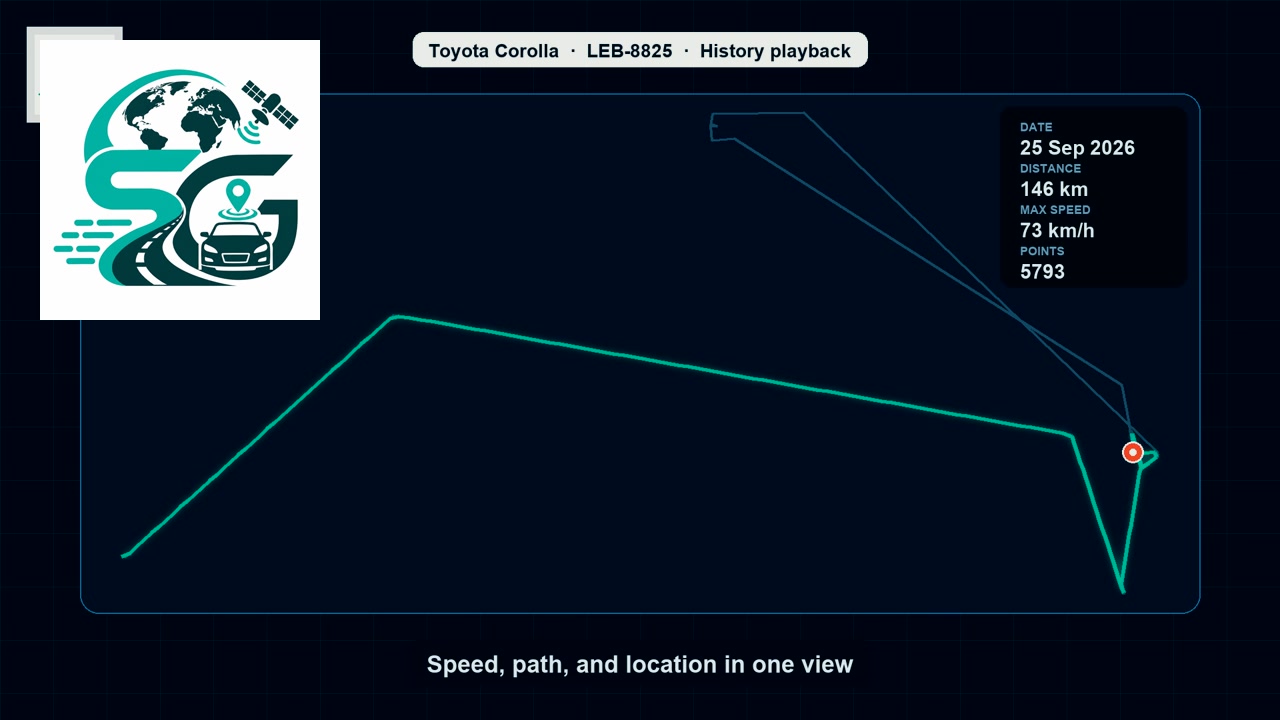 Toyota Corolla · LEB-8825 · History playback
SG
DATE
25 Sep 2026
DISTANCE
146 km
MAX SPEED
73 km/h
POINTS
5793
Speed, path, and location in one view